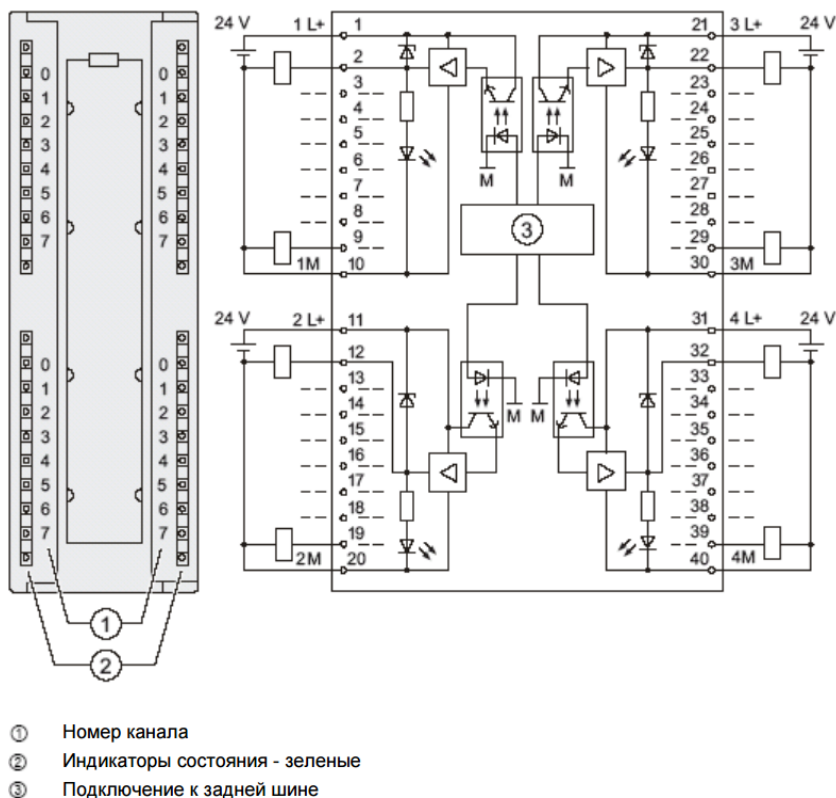 24 V 1 L+ 1 21 3 L+ 24 V
2 22
3 23
0 0 4 24
1 1 5 25
2 2 6 26
3 3 M M
4 4 7 27
5 5 8 28
6 6 9 3 29
7 7 1M 10 30 3M
24 V 2 L+ 11 31 4 L+ 24 V
12 32
0 0 13 33
1 1 14 M M 34
2 2 15 35
3 3 16 36
4 4 17 37
5 5 18 38
6 6 19 39
7 7 2M 20 40 4M
1
2
① Номер канала
② Индикаторы состояния - зеленые
③ Подключение к задней шине